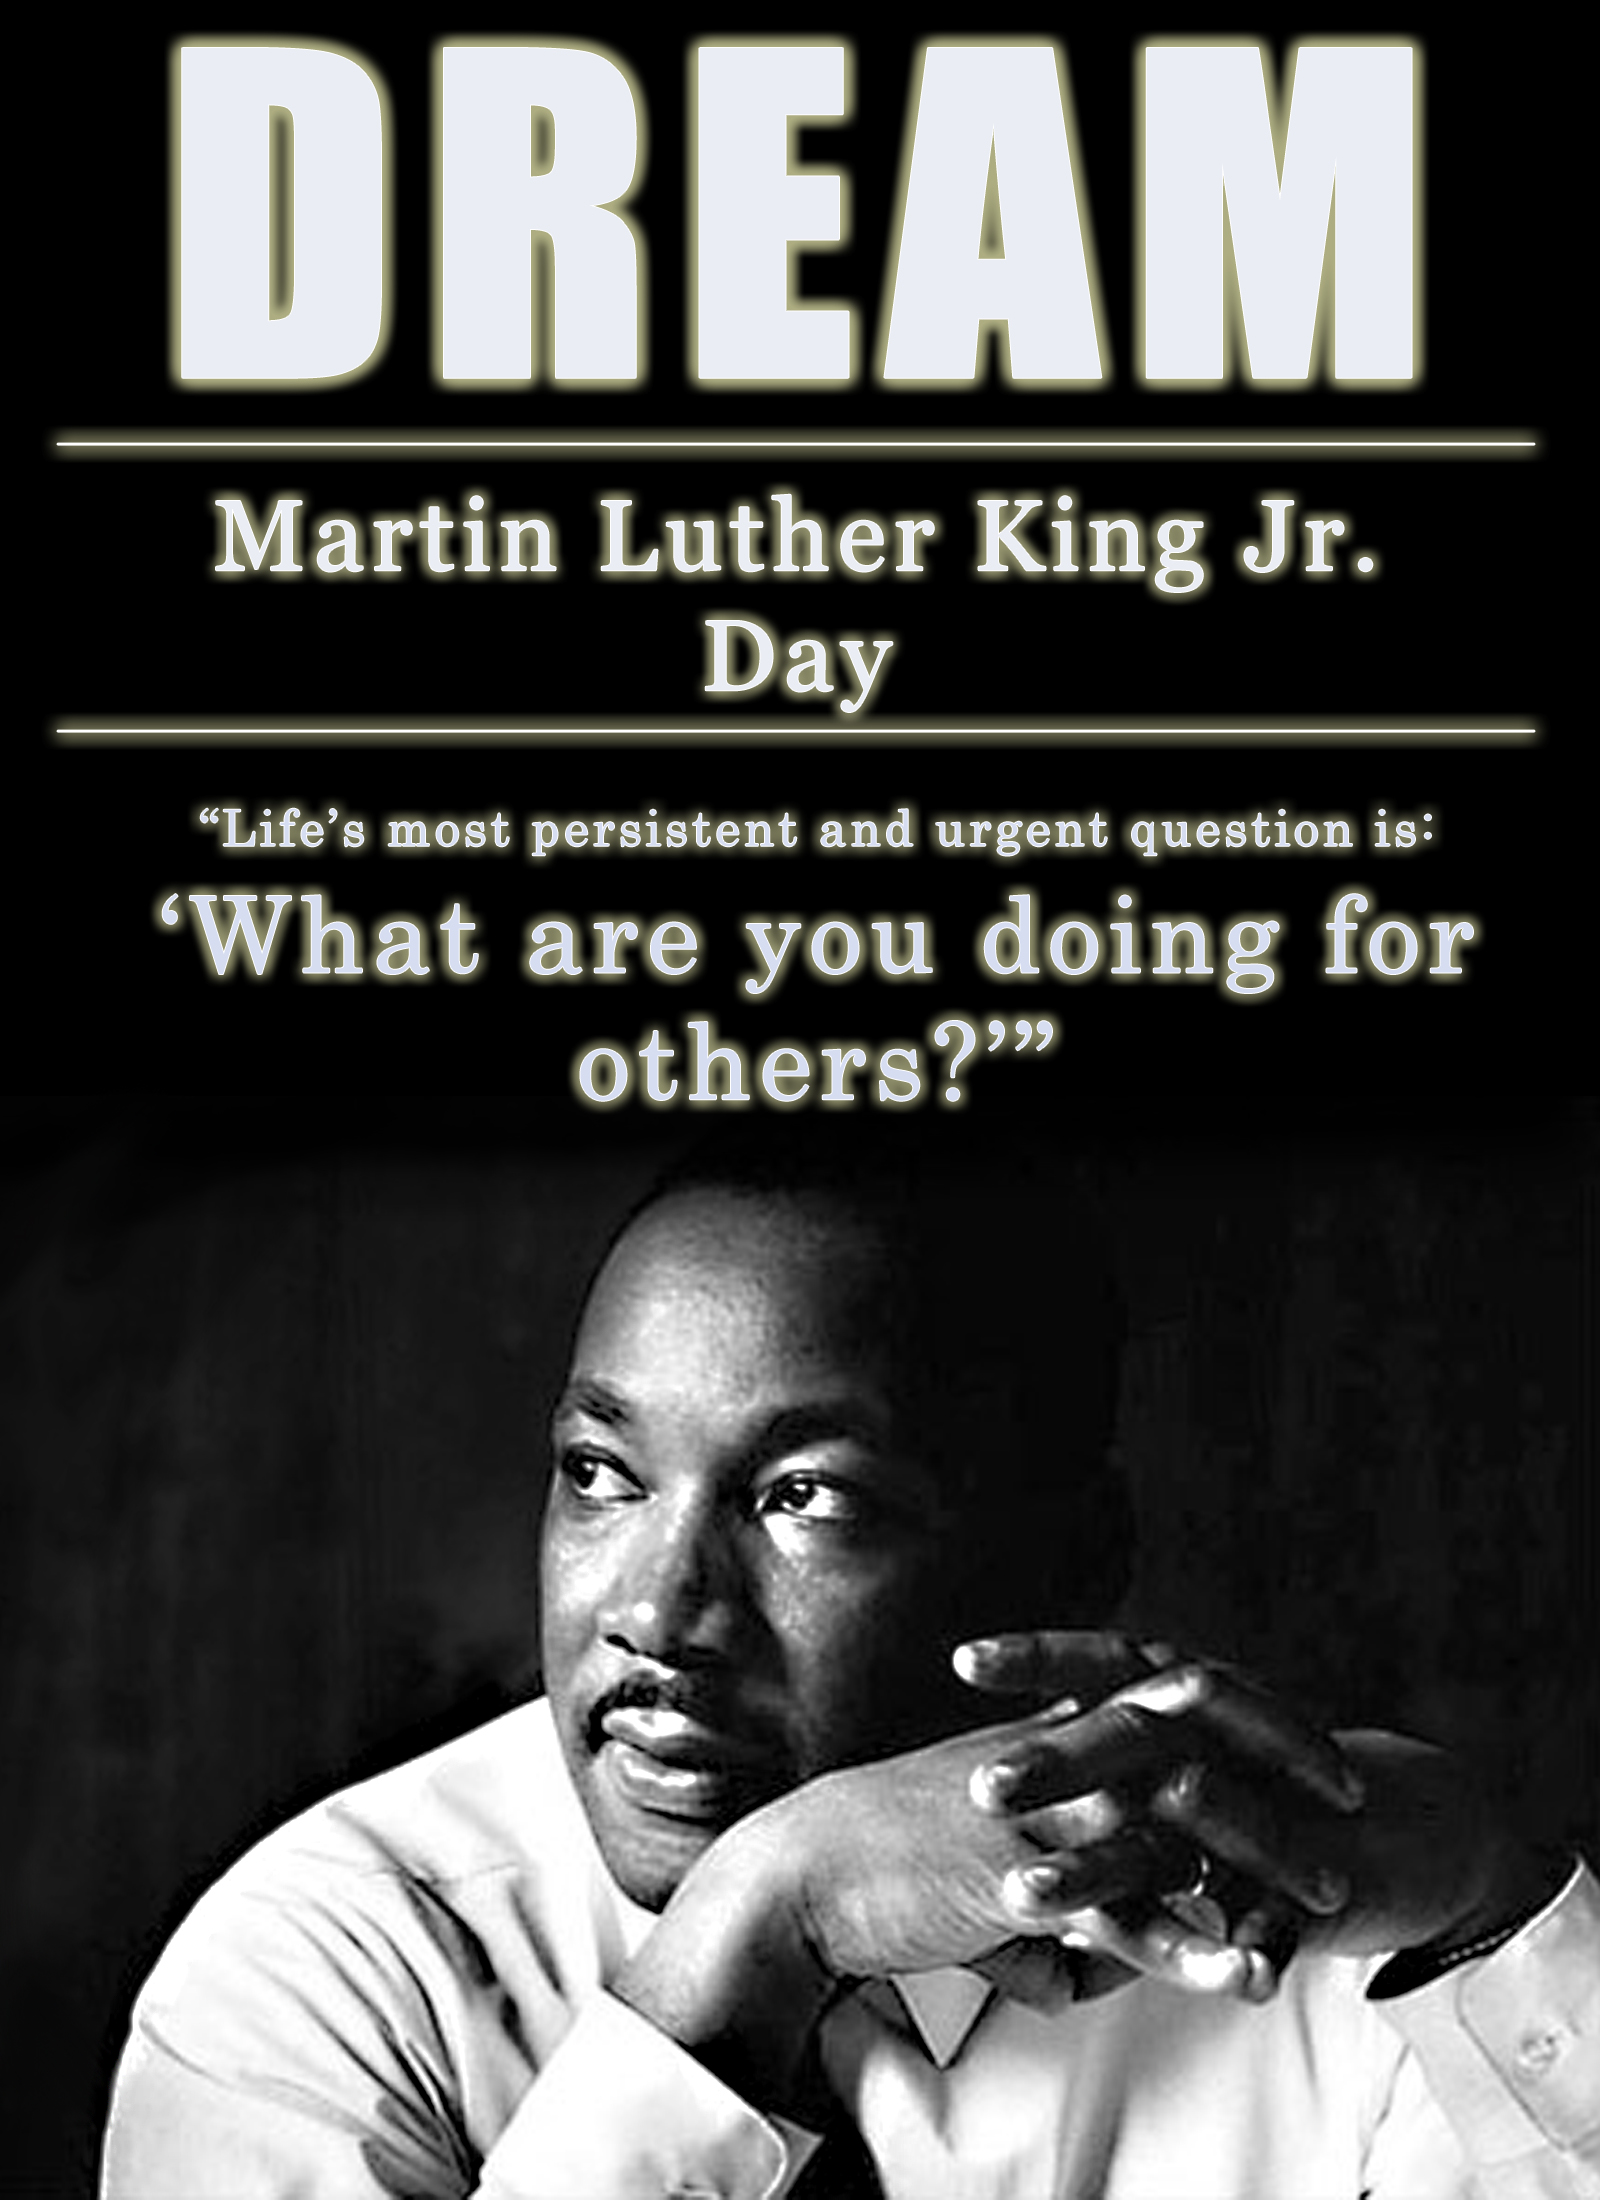 DREAM
Martin Luther King Jr.
Day
“Life’s most persistent and urgent question is:
‘What are you doing for
others?’”